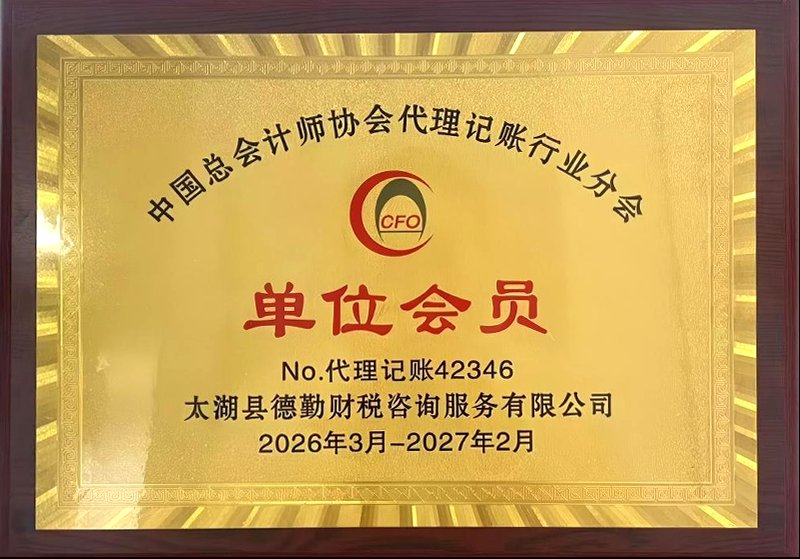 中国总会计师协会代理记账行业分会
CFO
单位会员
No.代理记账42346
太湖县德勤财税咨询服务有限公司
2026年3月-2027年2月